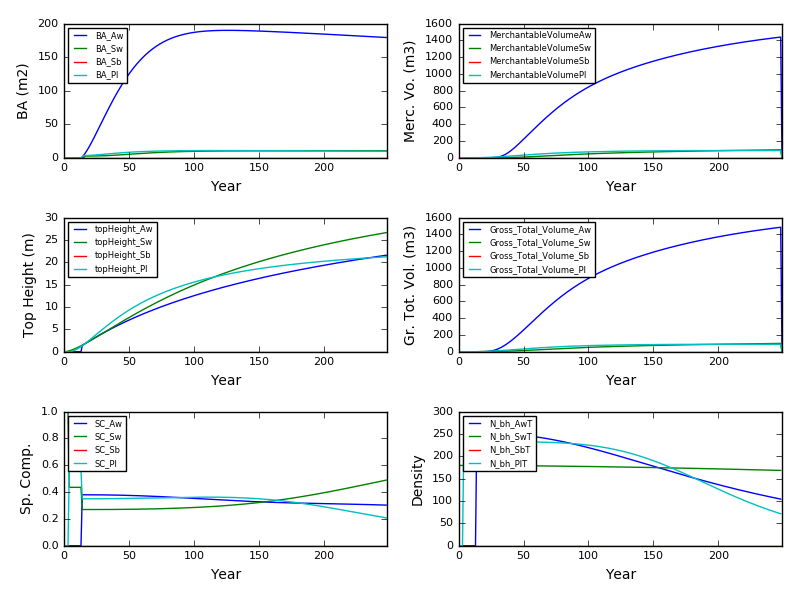 BA (m2)
200
150
100
50
0
BA_Aw
BA_Sw
BA_Sb
BA_Pl
0 50 100 150 200
Year
Merc. Vo. (m3)
1600
1400
1200
1000
800
600
400
200
0
MerchantableVolumeAw
MerchantableVolumeSw
MerchantableVolumeSb
MerchantableVolumePl
0 50 100 150 200
Year
Top Height (m)
30
25
20
15
10
5
0
topHeight_Aw
topHeight_Sw
topHeight_Sb
topHeight_Pl
0 50 100 150 200
Year
Gr. Tot. Vol. (m3)
1600
1400
1200
1000
800
600
400
200
0
Gross_Total_Volume_Aw
Gross_Total_Volume_Sw
Gross_Total_Volume_Sb
Gross_Total_Volume_Pl
0 50 100 150 200
Year
Sp. Comp.
1.0
0.8
0.6
0.4
0.2
0.0
SC_Aw
SC_Sw
SC_Sb
SC_Pl
0 50 100 150 200
Year
Density
300
250
200
150
100
50
0
N_bh_AwT
N_bh_SwT
N_bh_SbT
N_bh_PlT
0 50 100 150 200
Year